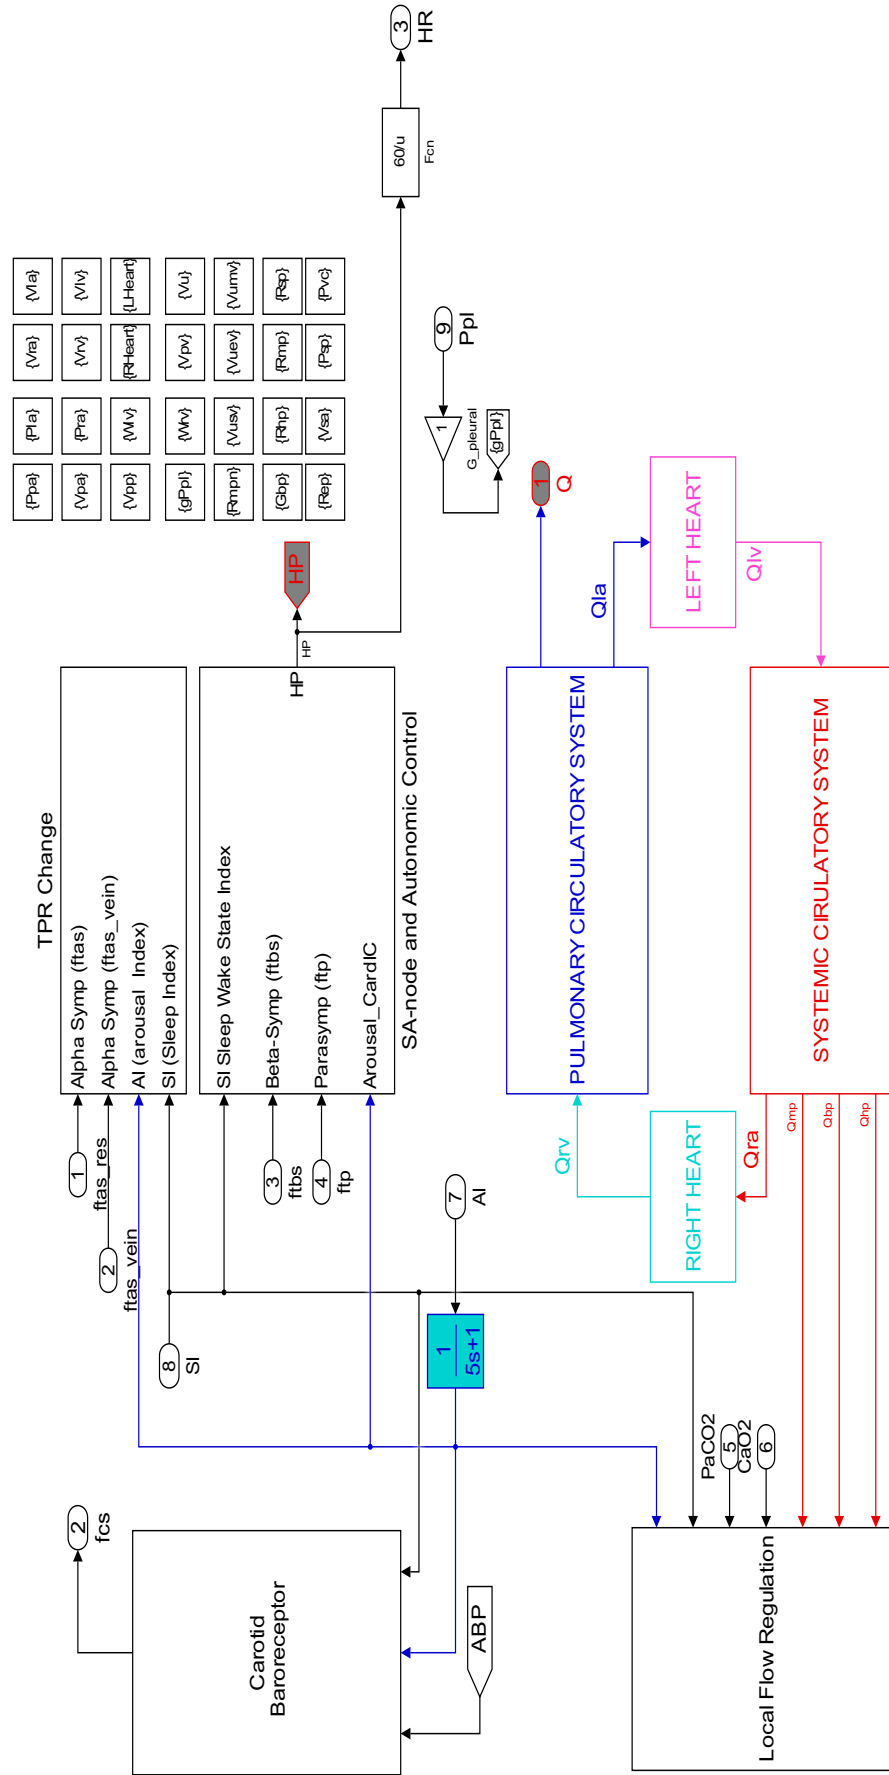 2
fcs
Carotid
Baroreceptor
ABP
TPR Change
1
ftas_res
2
ftas_vein
8
SI
Alpha Symp (ftas)
Alpha Symp (ftas_vein)
AI (arousal Index)
SI (Sleep Index)
3
ftbs
4
ftp
SI Sleep Wake State Index
Beta-Symp (ftbs)
Parasymp (ftp)
Arousal_CardIC
HP
SA-node and Autonomic Control
HP
HP
{Ppa} {Pla} {Vra} {Vla}
{Vpa} {Pra} {Vrv} {Vlv}
{Vpp} {Wlv} {RHeart} {LHeart}
{gPpl} {Wrv} {Vpv} {Vu}
{Rmpn} {Vusv} {Vuev} {Vumv}
{Gbp} {Rhp} {Rmp} {Rsp}
{Rep} {Vsa} {Psp} {Pvc}
60/u
Fcn
3
HR
7
AI
1
5s+1
9
Ppl
1
G_pleural
{gPpl}
1
Q
Qrv
PULMONARY CIRCULATORY SYSTEM
Qla
RIGHT HEART
LEFT HEART
Qra
Qlv
SYSTEMIC CIRULATORY SYSTEM
Qmp
Qbp
Qhp
PaCO2
5
CaO2
6
Local Flow Regulation